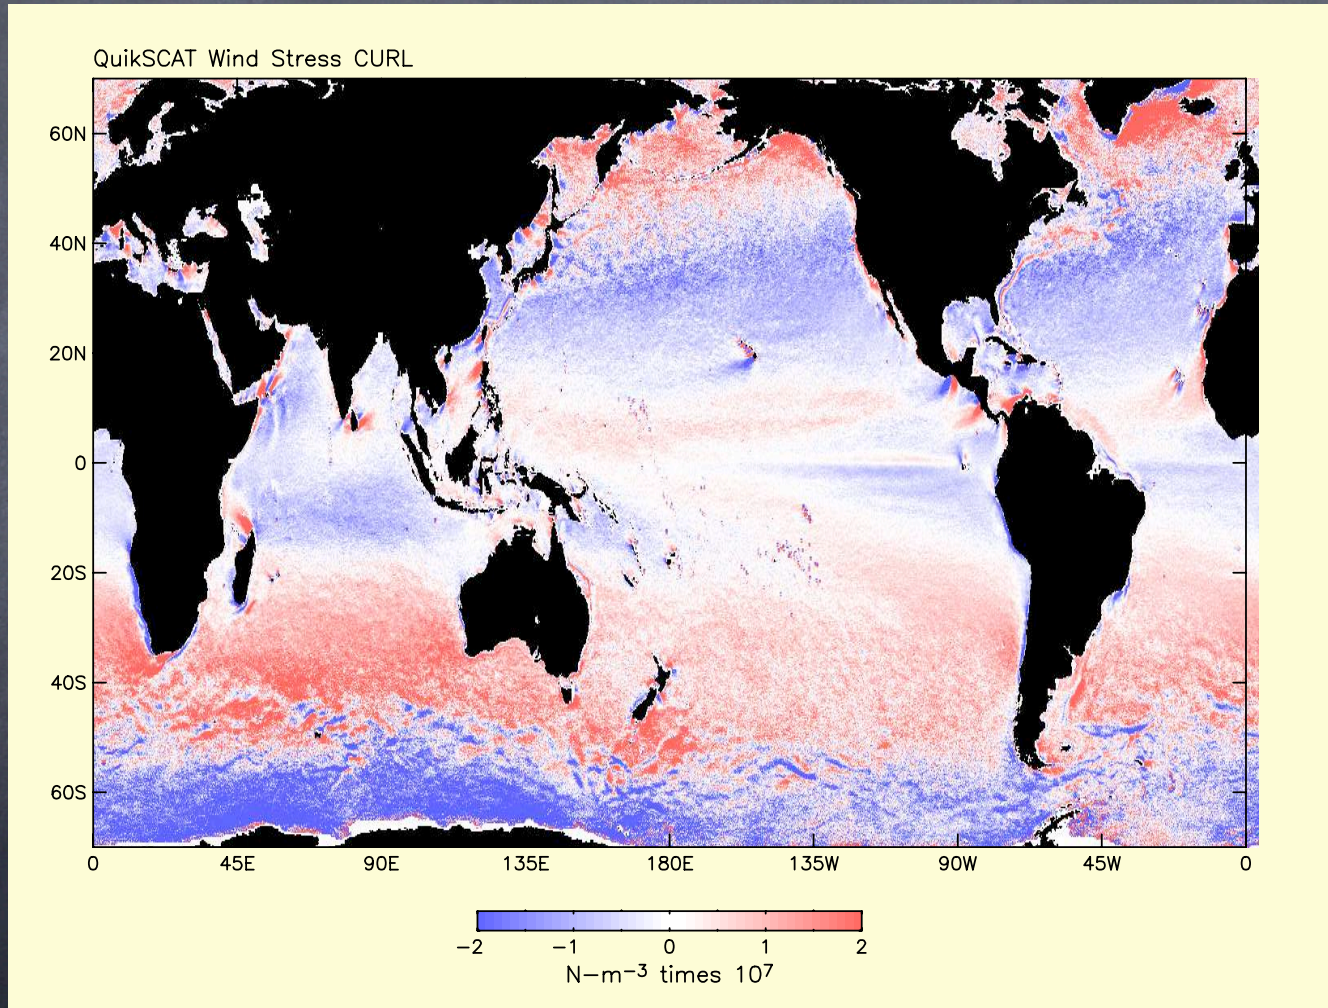 QuikSCAT Wind Stress CURL
60N
40N
20N
0
20S
40S
60S
0 45E 90E 135E 180E 135W 90W 45W 0
−2 −1 0 1 2
N−m⁻³ times 10⁷